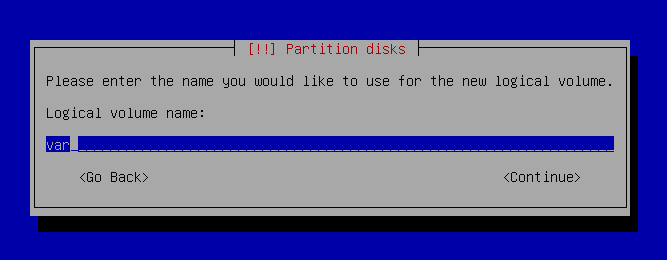 [!!] Partition disks
Please enter the name you would like to use for the new logical volume.
Logical volume name:
var
<Go Back> <Continue>